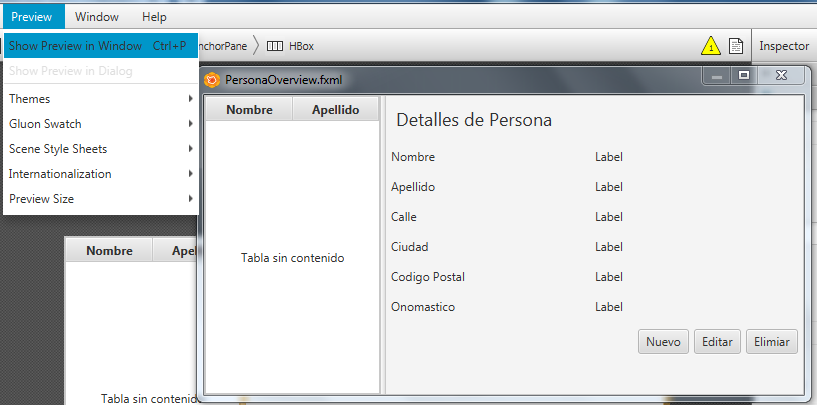 Preview Window Help
Show Preview in Window Ctrl+P
nchorPane HBox
1
Inspector
Show Preview in Dialog
Themes
Gluon Swatch
Scene Style Sheets
Internationalization
Preview Size
PersonaOverview.fxml
Nombre Apellido
Tabla sin contenido
Detalles de Persona
Nombre Label
Apellido Label
Calle Label
Ciudad Label
Codigo Postal Label
Onomastico Label
Nuevo Editar Elimiar
Nombre Apel
Tabla sin contenid